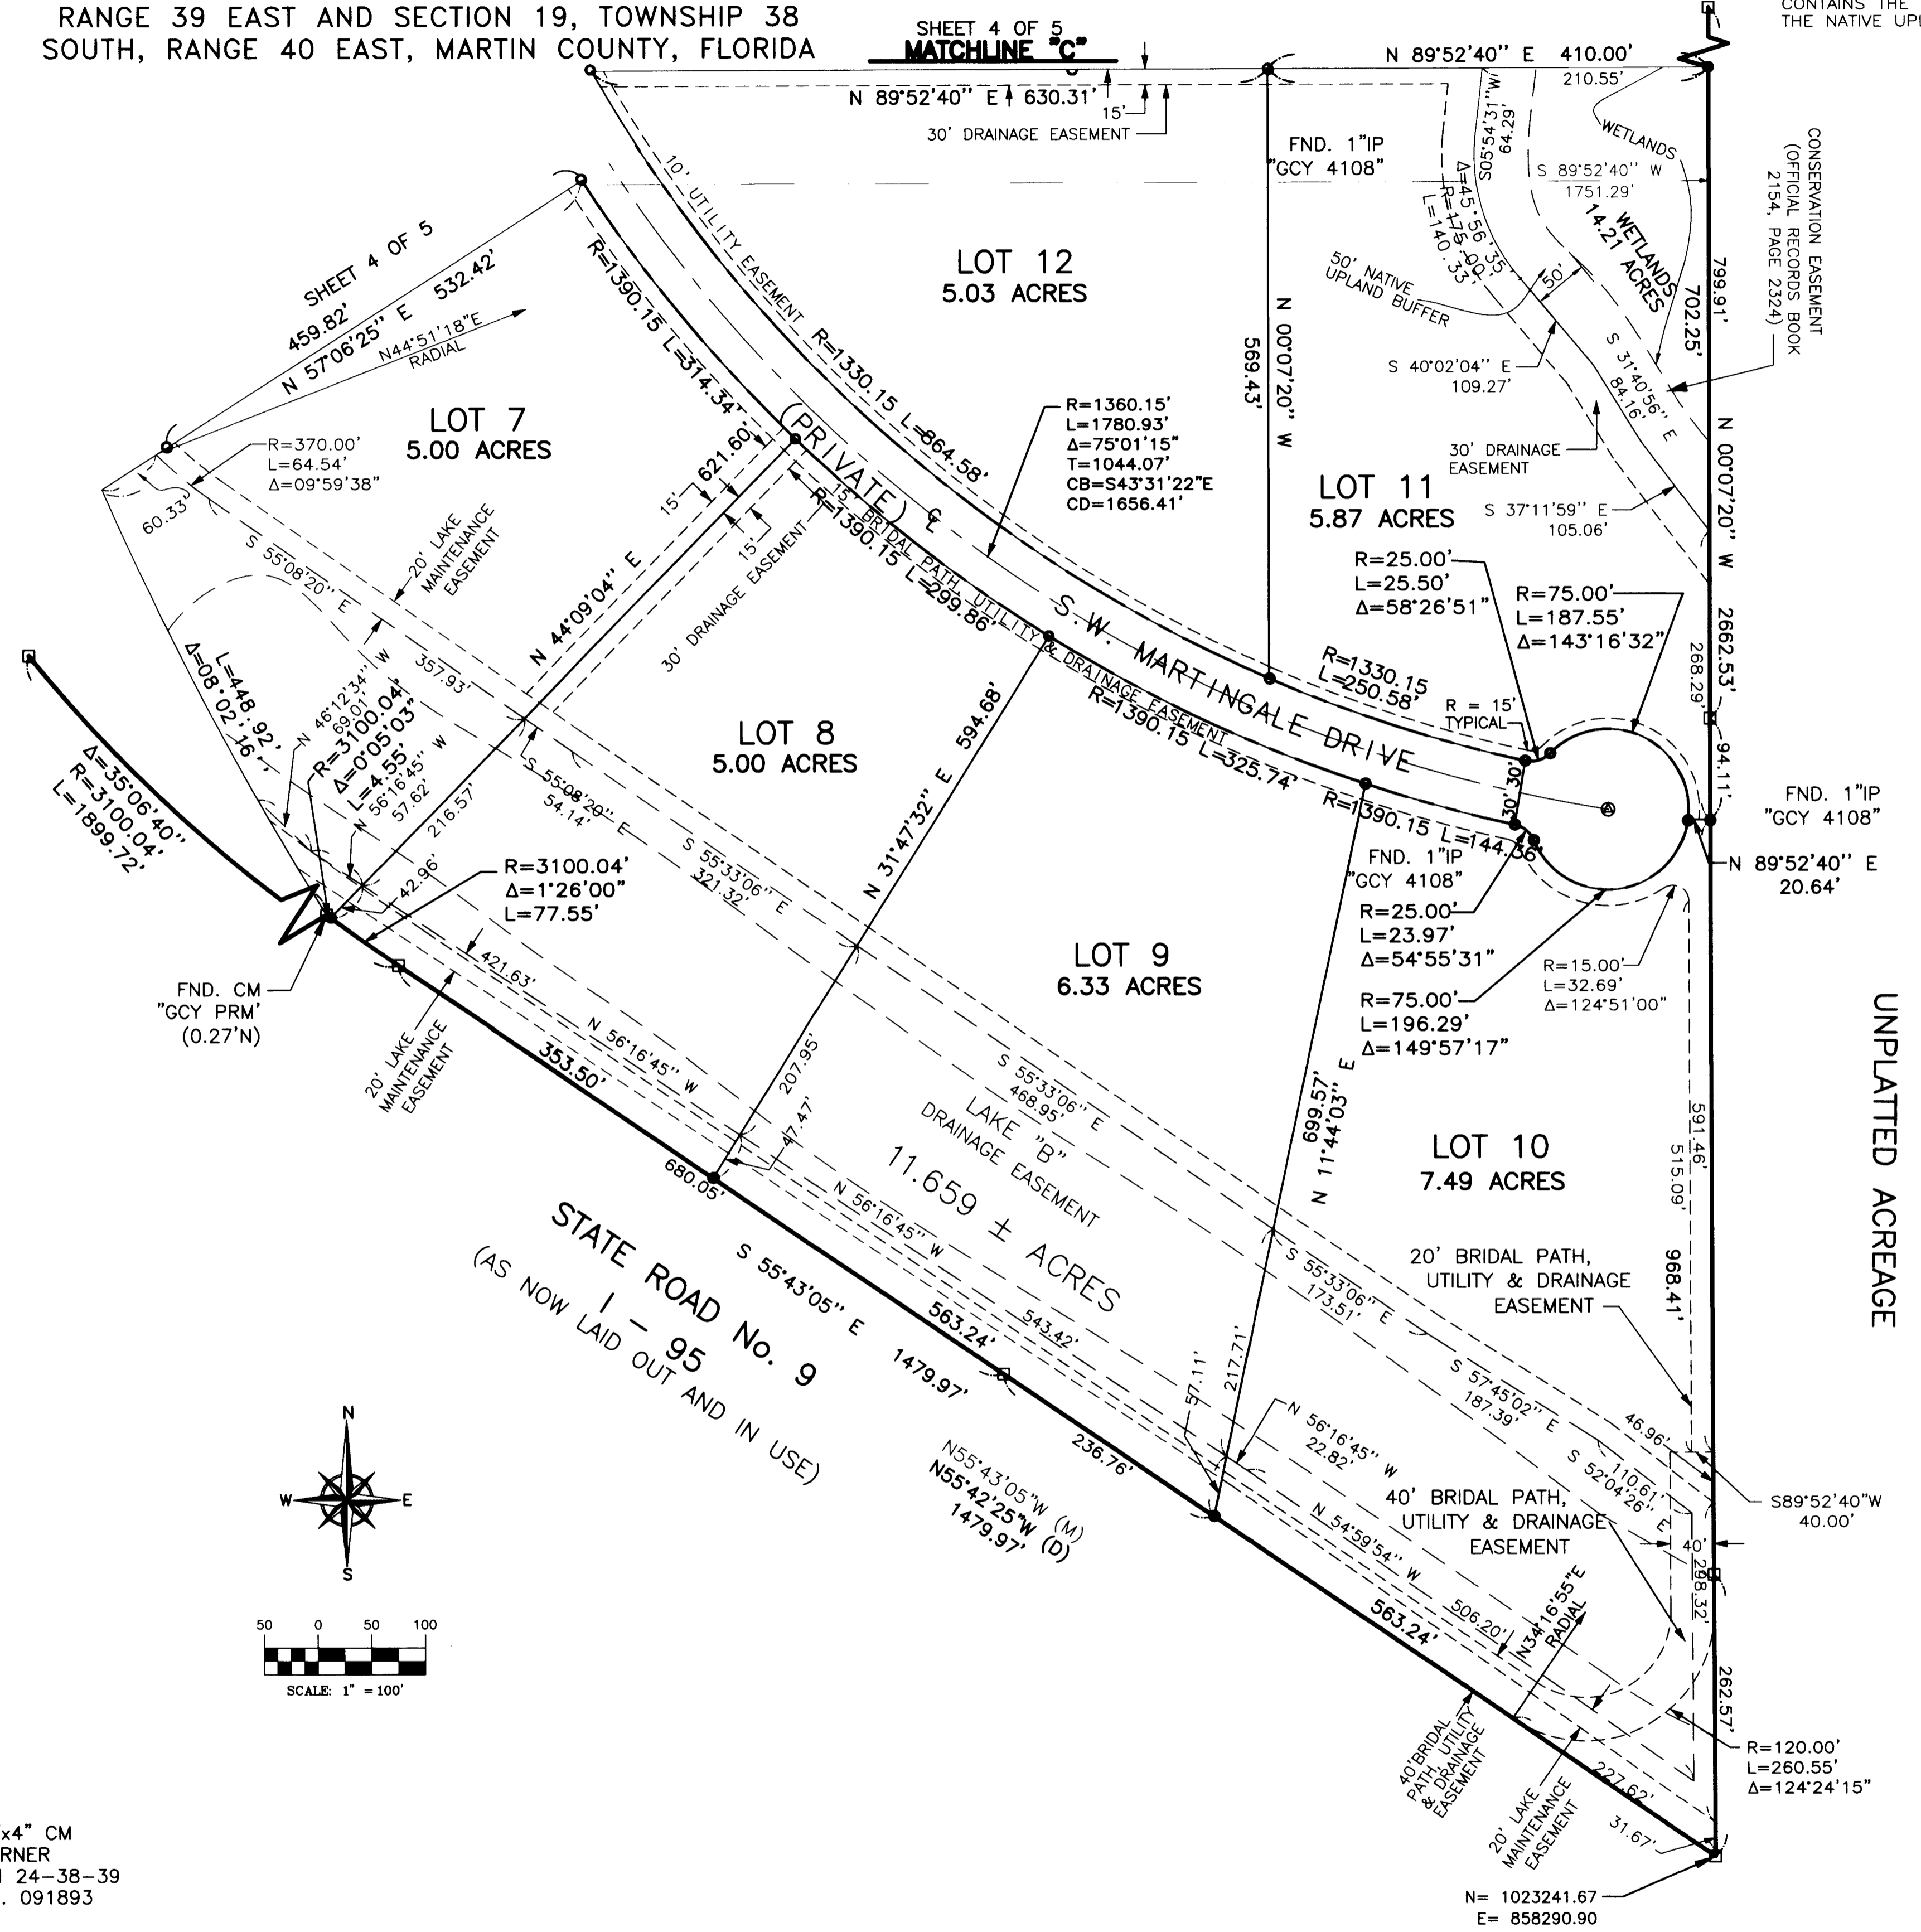 RANGE 39 EAST AND SECTION 19, TOWNSHIP 38
SOUTH, RANGE 40 EAST, MARTIN COUNTY, FLORIDA
SHEET 4 OF 5
MATCHLINE "C"
CONTAINS THE
THE NATIVE UPL
N 89°52'40'' E 410.00'
210.55'
N 89°52'40'' E 630.31'
15'
30' DRAINAGE EASEMENT
FND. 1"IP
"GCY 4108"
S05°54'31''W
64.29'
WETLANDS
S 89°52'40'' W
1751.29'
Δ=45°56'35''
R=175.00'
L=140.33'
WETLANDS
14.21 ACRES
CONSERVATION EASEMENT
(OFFICIAL RECORDS BOOK
2154, PAGE 2324)
10' UTILITY EASEMENT
SHEET 4 OF 5
459.82'
532.42'
N 57°06'25'' E
N44°51'18"E
RADIAL
R=1390.15 L=314.34'
LOT 12
5.03 ACRES
50' NATIVE
UPLAND BUFFER
50'
799.91'
702.25'
N 00°07'20'' W
569.43'
R=1330.15 L=864.58'
S 40°02'04'' E
109.27'
S 31°40'56'' E
84.16'
LOT 7
5.00 ACRES
R=370.00'
L=64.54'
Δ=09°59'38"
60.33'
621.60'
15'
15'
(PRIVATE)
15' BRIDAL PATH, UTILITY & DRAINAGE EASEMENT
R=1390.15 L=299.86'
R=1360.15'
L=1780.93'
Δ=75°01'15"
T=1044.07'
CB=S43°31'22"E
CD=1656.41'
30' DRAINAGE
EASEMENT
LOT 11
5.87 ACRES
S 37°11'59'' E
105.06'
N 00°07'20'' W 2662.53'
S 55°08'20'' E
357.93'
20' LAKE
MAINTENANCE
EASEMENT
N 44°09'04'' E
30' DRAINAGE EASEMENT
S.W. MARTINGALE DRIVE
R=25.00'
L=25.50'
Δ=58°26'51"
R=75.00'
L=187.55'
Δ=143°16'32"
R=1330.15
L=250.58'
R = 15'
TYPICAL
268.29'
94.11'
L=448.92'
Δ=08°02'16''
N 46°12'34'' W
69.01'
R=3100.04'
Δ=0°05'03"
L=4.55'
N 56°16'45'' W
57.62'
216.57'
42.96'
Δ=35°06'40''
R=3100.04'
L=1899.72'
LOT 8
5.00 ACRES
594.68'
N 31°47'32'' E
S 55°08'20'' E
54.14'
S 55°33'06'' E
321.32'
R=1390.15 L=325.74'
R=1390.15 L=144.36'
30'
30'
FND. 1"IP
"GCY 4108"
FND. 1"IP
"GCY 4108"
N 89°52'40'' E
20.64'
R=3100.04'
Δ=1°26'00"
L=77.55'
R=25.00'
L=23.97'
Δ=54°55'31"
R=75.00'
L=196.29'
Δ=149°57'17"
R=15.00'
L=32.69'
Δ=124°51'00"
LOT 9
6.33 ACRES
FND. CM
"GCY PRM'
(0.27'N)
421.63'
20' LAKE
MAINTENANCE
EASEMENT
353.50'
N 56°16'45'' W
207.95'
47.47'
S 55°33'06'' E
468.95'
LAKE "B"
DRAINAGE EASEMENT
11.659 ± ACRES
699.57'
N 11°44'03'' E
LOT 10
7.49 ACRES
591.46'
515.09'
968.41'
UNPLATTED ACREAGE
680.05'
N 56°16'45'' W
STATE ROAD No. 9
I - 95
(AS NOW LAID OUT AND IN USE)
S 55°43'05'' E 1479.97'
563.24'
543.42'
S 55°33'06'' E
173.51'
20' BRIDAL PATH,
UTILITY & DRAINAGE
EASEMENT
57.11'
217.71'
S 57°45'02'' E
187.39'
46.96'
236.76'
N 56°16'45'' W
22.82'
110.61'
S 52°04'26'' E
S89°52'40"W
40.00'
N55°43'05"W (M)
N55°42'25"W (D)
1479.97'
40' BRIDAL PATH,
UTILITY & DRAINAGE
EASEMENT
40'
N 54°59'54'' W
506.20'
298.32'
563.24'
N34°16'55"E
RADIAL
262.57'
N
W
E
S
50 0 50 100
SCALE: 1" = 100'
40'BRIDAL
PATH, UTILITY
& DRAINAGE
EASEMENT
20' LAKE
MAINTENANCE
EASEMENT
227.62'
31.67'
R=120.00'
L=260.55'
Δ=124°24'15"
x4" CM
RNER
24-38-39
. 091893
N= 1023241.67
E= 858290.90